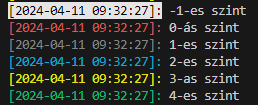 [2024-04-11 09:32:27]: -1-es szint
[2024-04-11 09:32:27]: 0-ás szint
[2024-04-11 09:32:27]: 1-es szint
[2024-04-11 09:32:27]: 2-es szint
[2024-04-11 09:32:27]: 3-as szint
[2024-04-11 09:32:27]: 4-es szint